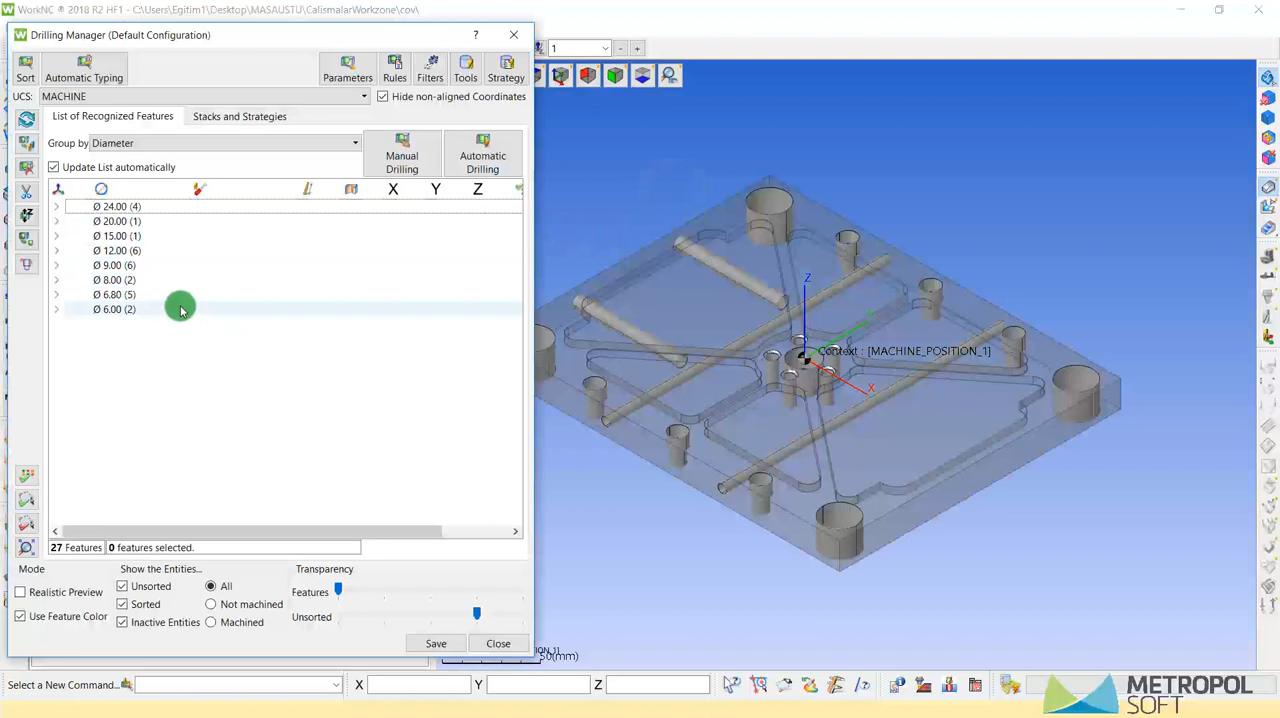 WorkNC ® 2018 R2 HF1 - C:\Users\Egitim1\Desktop\MASAUSTU\CalismalarWorkzone\cov\
Drilling Manager (Default Configuration)
?
Sort
Automatic Typing
Parameters
Rules
Filters
Tools
Strategy
1
- +
UCS: MACHINE
Hide non-aligned Coordinates
List of Recognized Features
Stacks and Strategies
Group by Diameter
Manual Drilling
Automatic Drilling
Update List automatically
X Y Z
Ø 24.00 (4)
Ø 20.00 (1)
Ø 15.00 (1)
Ø 12.00 (6)
Ø 9.00 (6)
Ø 8.00 (2)
Ø 6.80 (5)
Ø 6.00 (2)
Z
Context : [MACHINE_POSITION_1]
X
27 Features
0 features selected.
Mode
Show the Entities...
Transparency
Realistic Preview
Unsorted
All
Features
Sorted
Not machined
Use Feature Color
Inactive Entities
Machined
Unsorted
Save
Close
50(mm)
Select a New Command...
X
Y
Z
METROPOL
SOFT